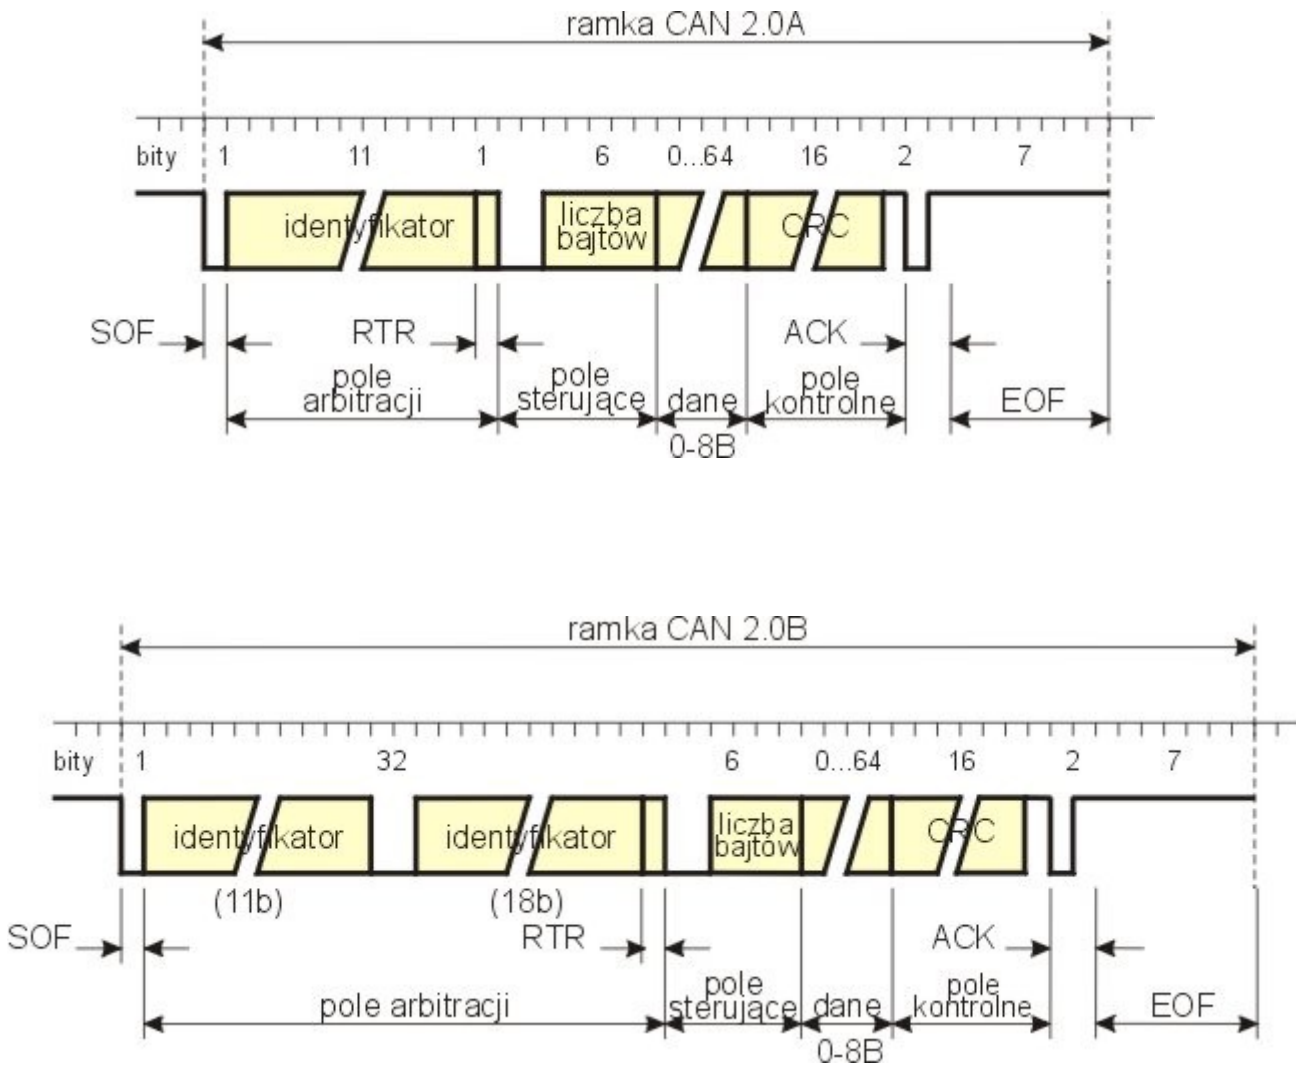 ramka CAN 2.0A
bity 1 11 1 6 0...64 16 2 7
identyfikator liczba bajtów CRC
SOF RTR ACK
pole arbitracji pole sterujące dane pole kontrolne EOF
0-8B
ramka CAN 2.0B
bity 1 32 6 0...64 16 2 7
identyfikator identyfikator liczba bajtów CRC
(11b) (18b)
SOF RTR ACK
pole arbitracji pole sterujące dane pole kontrolne EOF
0-8B